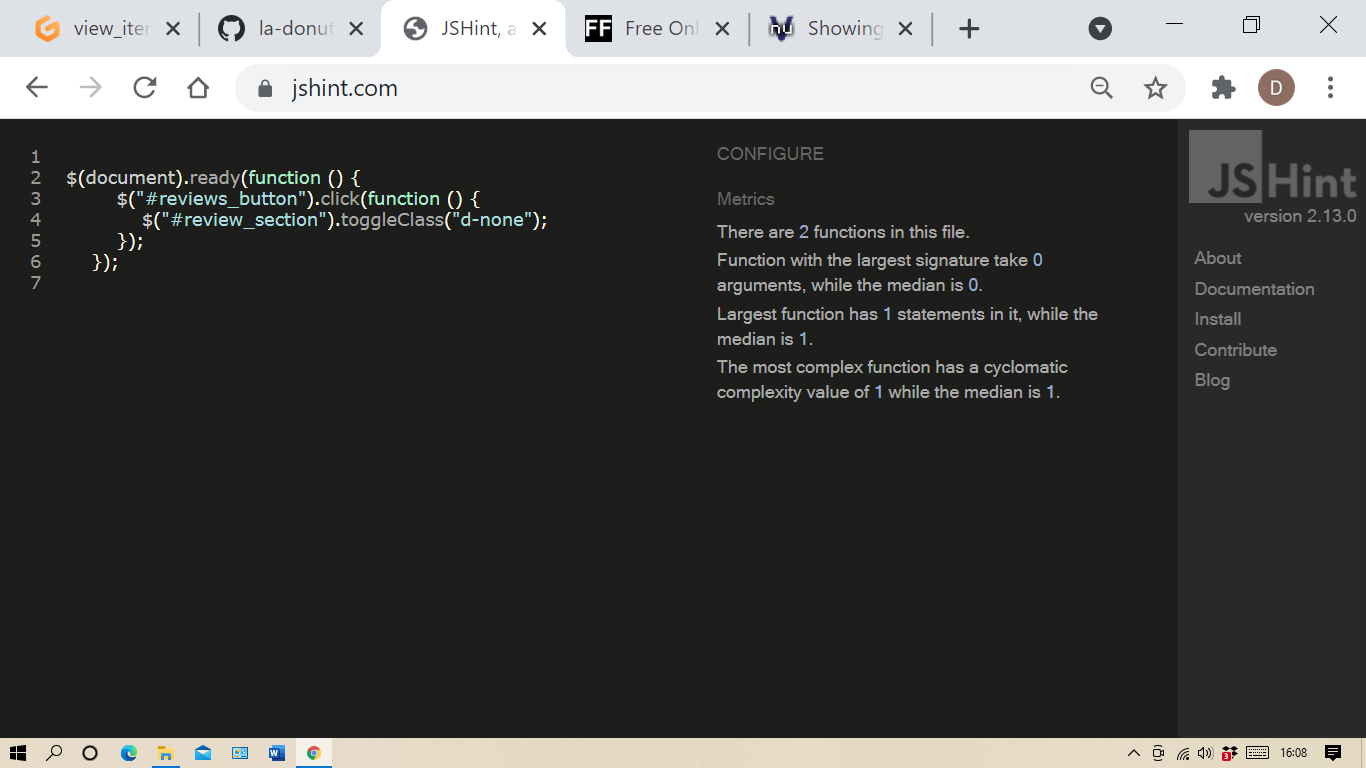 view_iter
la-donut
JSHint, a
FF Free Onl
nu Showing
jshint.com
D
1
2 $(document).ready(function () {
3 $("#reviews_button").click(function () {
4 $("#review_section").toggleClass("d-none");
5 });
6 });
7
CONFIGURE
Metrics
There are 2 functions in this file.
Function with the largest signature take 0
arguments, while the median is 0.
Largest function has 1 statements in it, while the
median is 1.
The most complex function has a cyclomatic
complexity value of 1 while the median is 1.
JSHint
version 2.13.0
About
Documentation
Install
Contribute
Blog
W
3
16:08